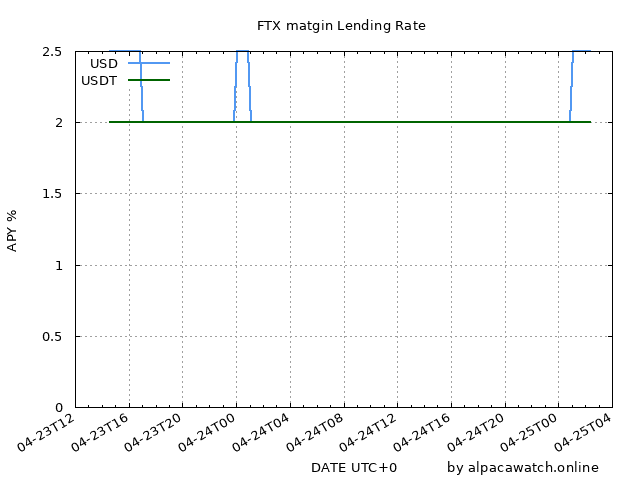 FTX matgin Lending Rate
2.5
USD
USDT
2
1.5
APY %
1
0.5
0
04-23T12
04-23T16
04-23T20
04-24T00
04-24T04
04-24T08
04-24T12
04-24T16
04-24T20
04-25T00
04-25T04
DATE UTC+0
by alpacawatch.online